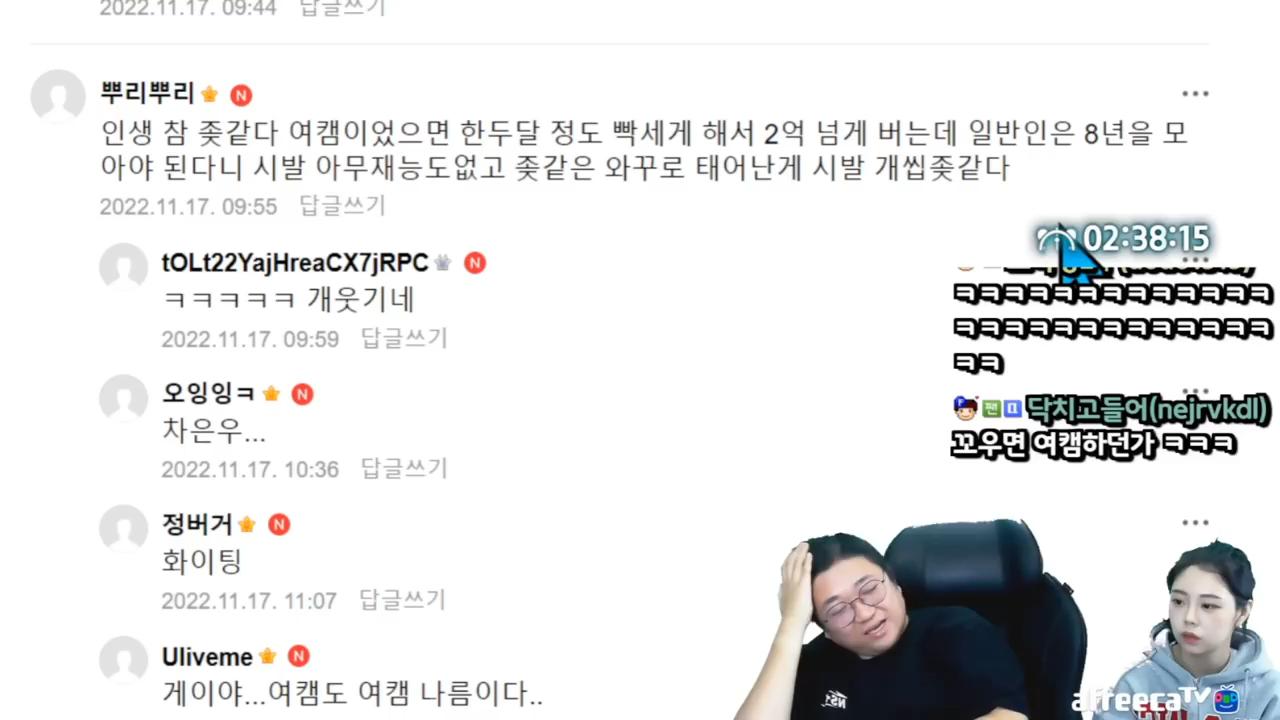 2022.11.17. 09:44 답글쓰기
뿌리뿌리 N
인생 참 좃같다 여캠이었으면 한두달 정도 빡세게 해서 2억 넘게 버는데 일반인은 8년을 모
아야 된다니 시발 아무재능도없고 좃같은 와꾸로 태어난게 시발 개씹좃같다
2022.11.17. 09:55 답글쓰기
tOLt22YajHreaCX7jRPC N
ㅋㅋㅋㅋㅋ 개웃기네
2022.11.17. 09:59 답글쓰기
오잉잉ㅋ N
차은우...
2022.11.17. 10:36 답글쓰기
정버거 N
화이팅
2022.11.17. 11:07 답글쓰기
Uliveme N
게이야...여캠도 여캠 나름이다..
02:38:15
ㅋㅋㅋㅋㅋㅋㅋㅋㅋㅋㅋㅋㅋ
ㅋㅋㅋㅋㅋㅋㅋㅋㅋㅋㅋㅋㅋ
ㅋㅋ
팬 닥치고들어(nejrvkdl)
꼬우면 여캠하던가 ㅋㅋㅋ
afreecaTV